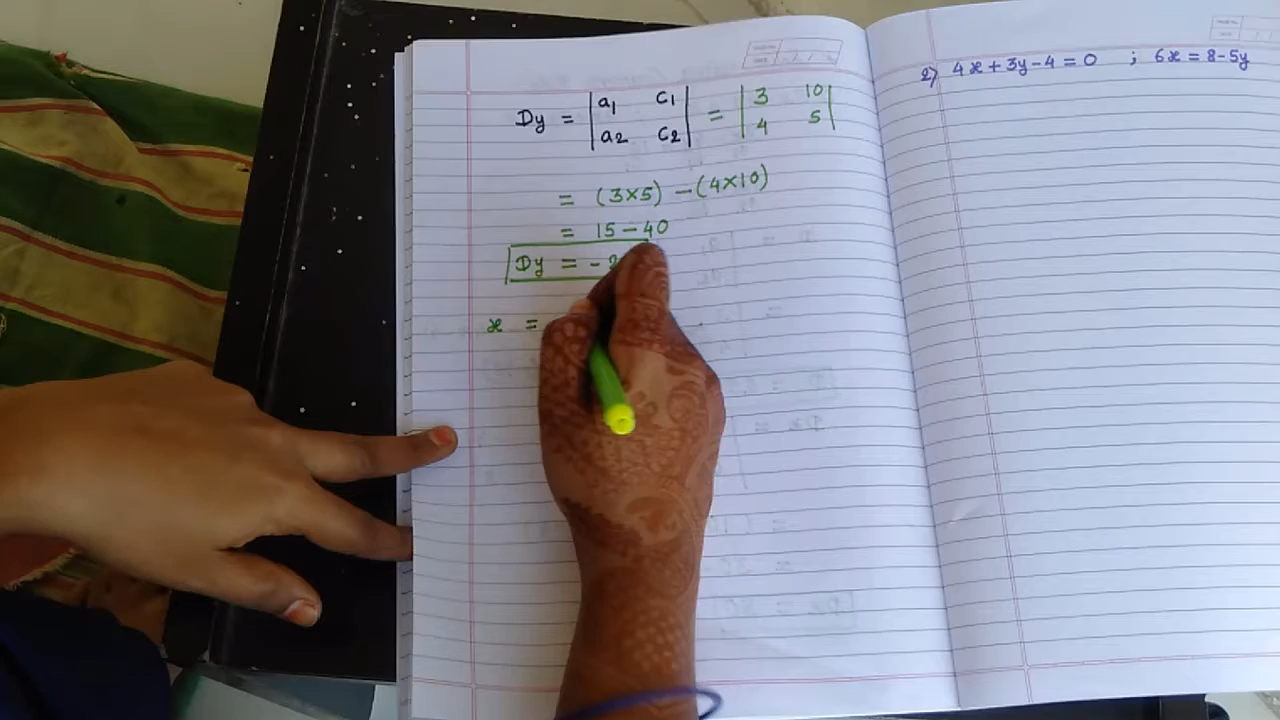 Dy = | a₁ c₁ | = | 3 10 |
| a₂ c₂ | | 4 5 |
= (3×5) – (4×10)
= 15 – 40
Dy = -2
x =
2) 4x + 3y - 4 = 0 ; 6x = 8 - 5y